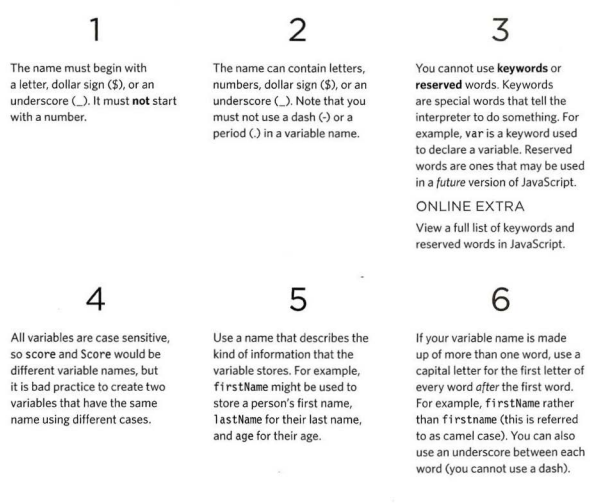 1
The name must begin with
a letter, dollar sign ($), or an
underscore (_). It must not start
with a number.
2
The name can contain letters,
numbers, dollar sign ($), or an
underscore (_). Note that you
must not use a dash (-) or a
period (.) in a variable name.
3
You cannot use keywords or
reserved words. Keywords
are special words that tell the
interpreter to do something. For
example, var is a keyword used
to declare a variable. Reserved
words are ones that may be used
in a future version of JavaScript.
ONLINE EXTRA
View a full list of keywords and
reserved words in JavaScript.
4
All variables are case sensitive,
so score and Score would be
different variable names, but
it is bad practice to create two
variables that have the same
name using different cases.
5
Use a name that describes the
kind of information that the
variable stores. For example,
firstName might be used to
store a person's first name,
lastName for their last name,
and age for their age.
6
If your variable name is made
up of more than one word, use a
capital letter for the first letter of
every word after the first word.
For example, firstName rather
than firstname (this is referred
to as camel case). You can also
use an underscore between each
word (you cannot use a dash).